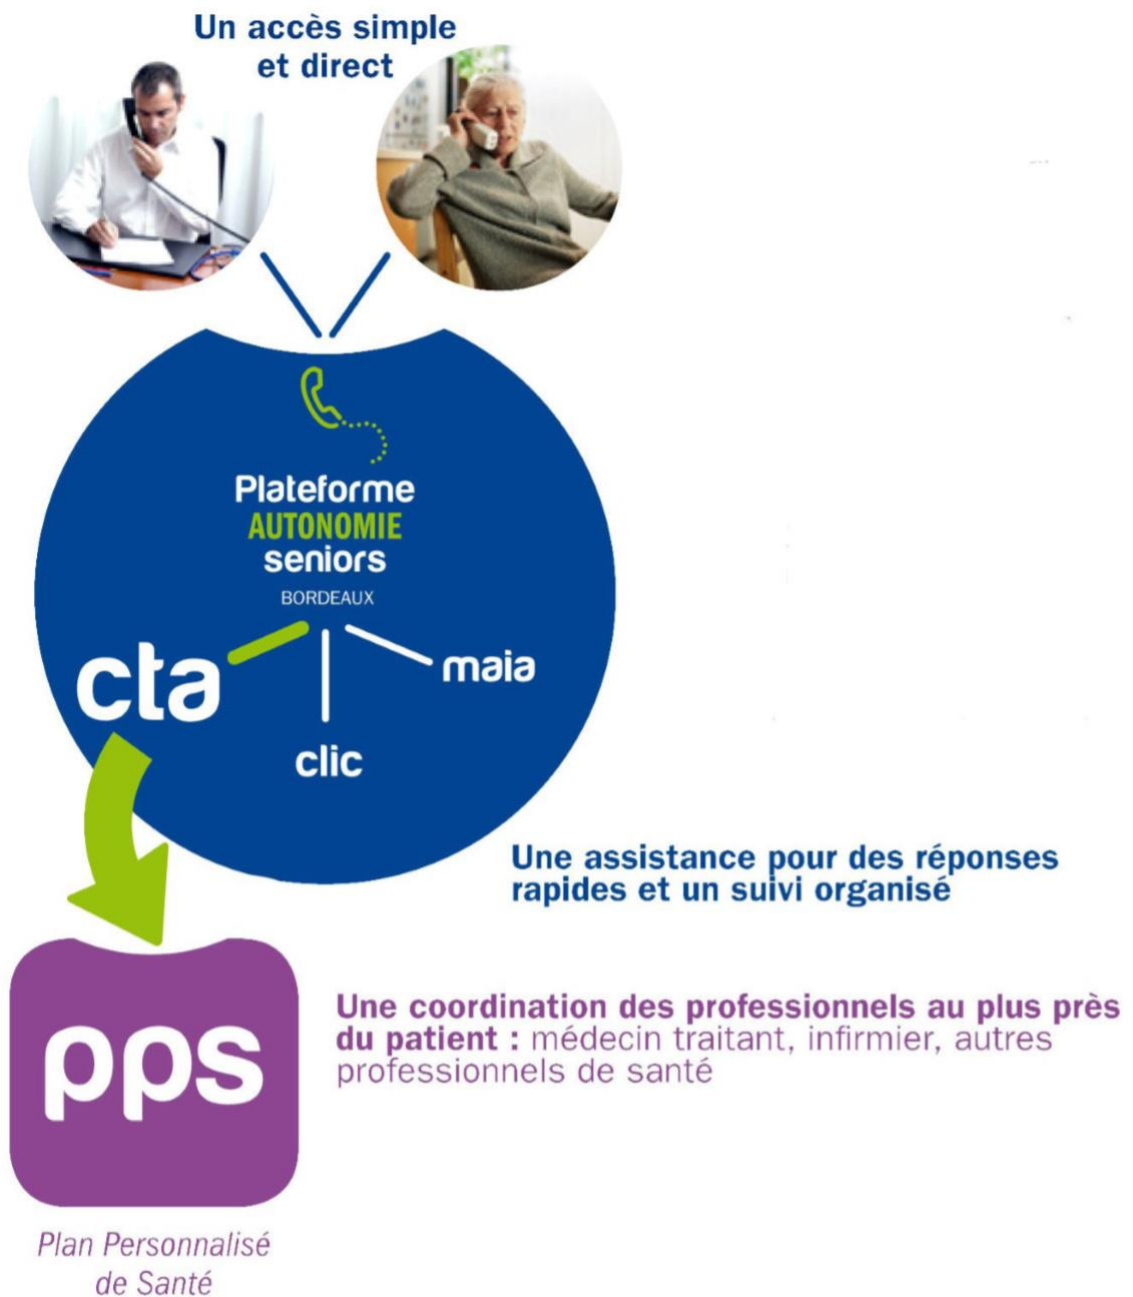 Un accès simple
et direct
Plateforme
AUTONOMIE
seniors
BORDEAUX
cta
maia
clic
Une assistance pour des réponses
rapides et un suivi organisé
pps
Une coordination des professionnels au plus près
du patient : médecin traitant, infirmier, autres
professionnels de santé
Plan Personnalisé
de Santé